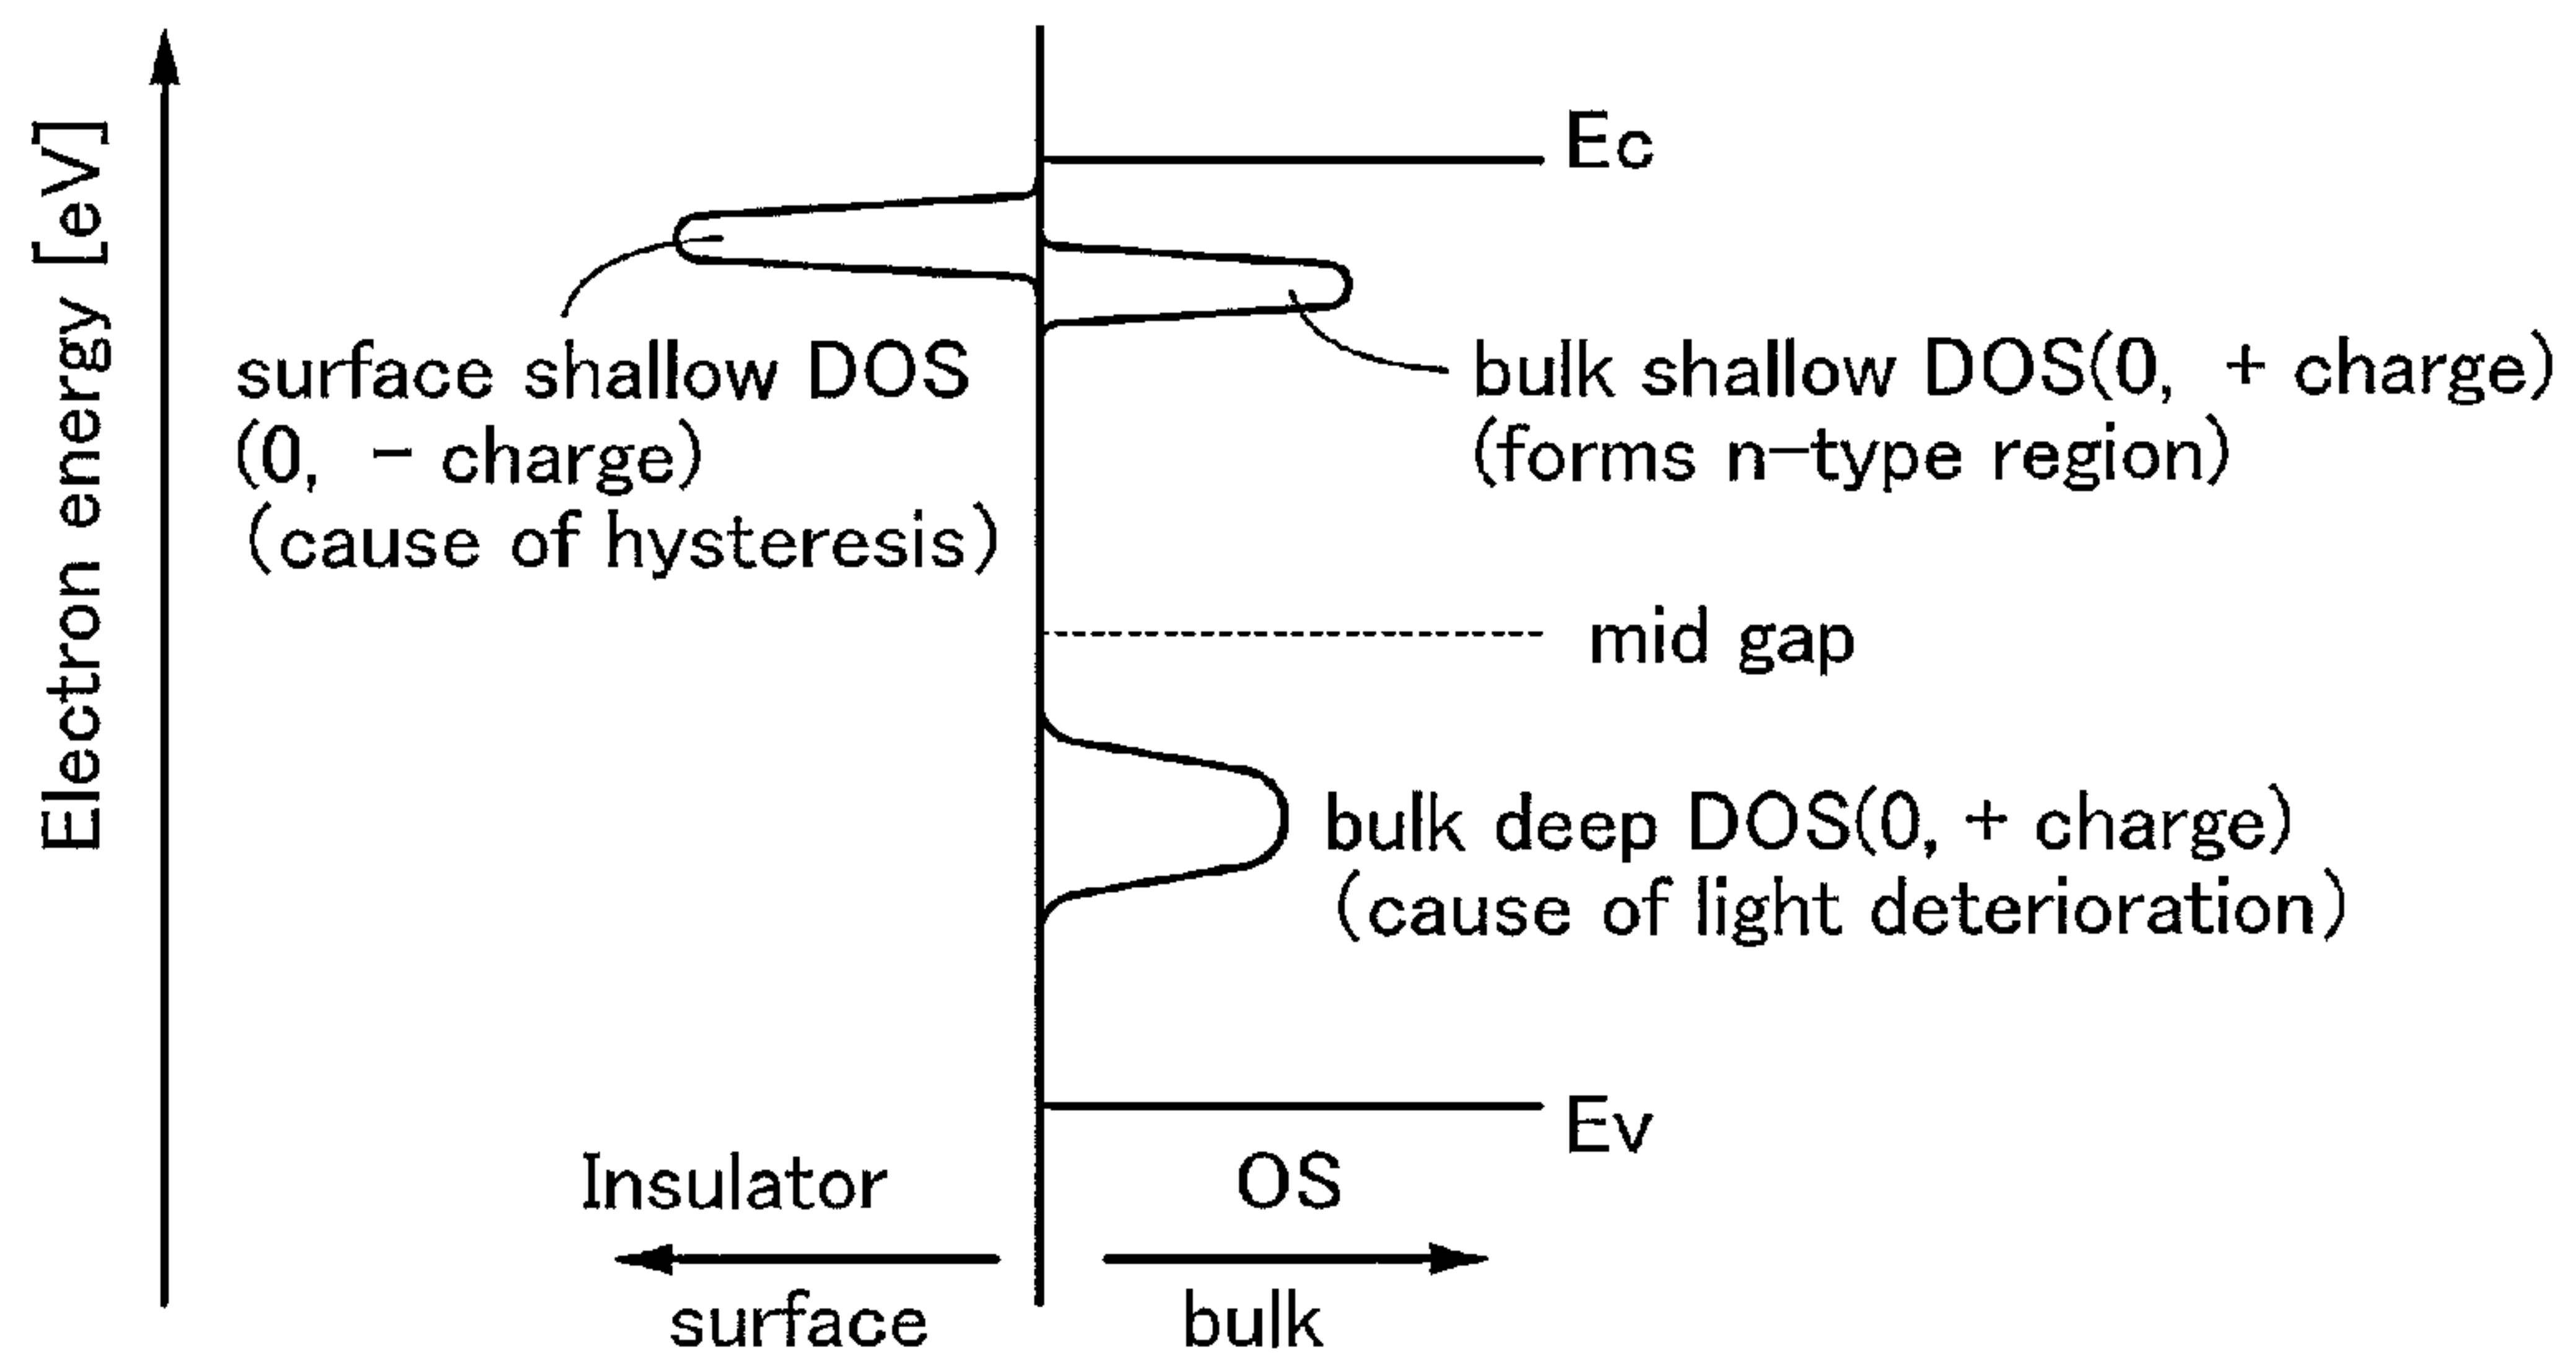 Electron energy [eV]
Ec
surface shallow DOS
(0, - charge)
(cause of hysteresis)
bulk shallow DOS(0, + charge)
(forms n-type region)
mid gap
bulk deep DOS(0, + charge)
(cause of light deterioration)
Ev
Insulator
OS
surface
bulk